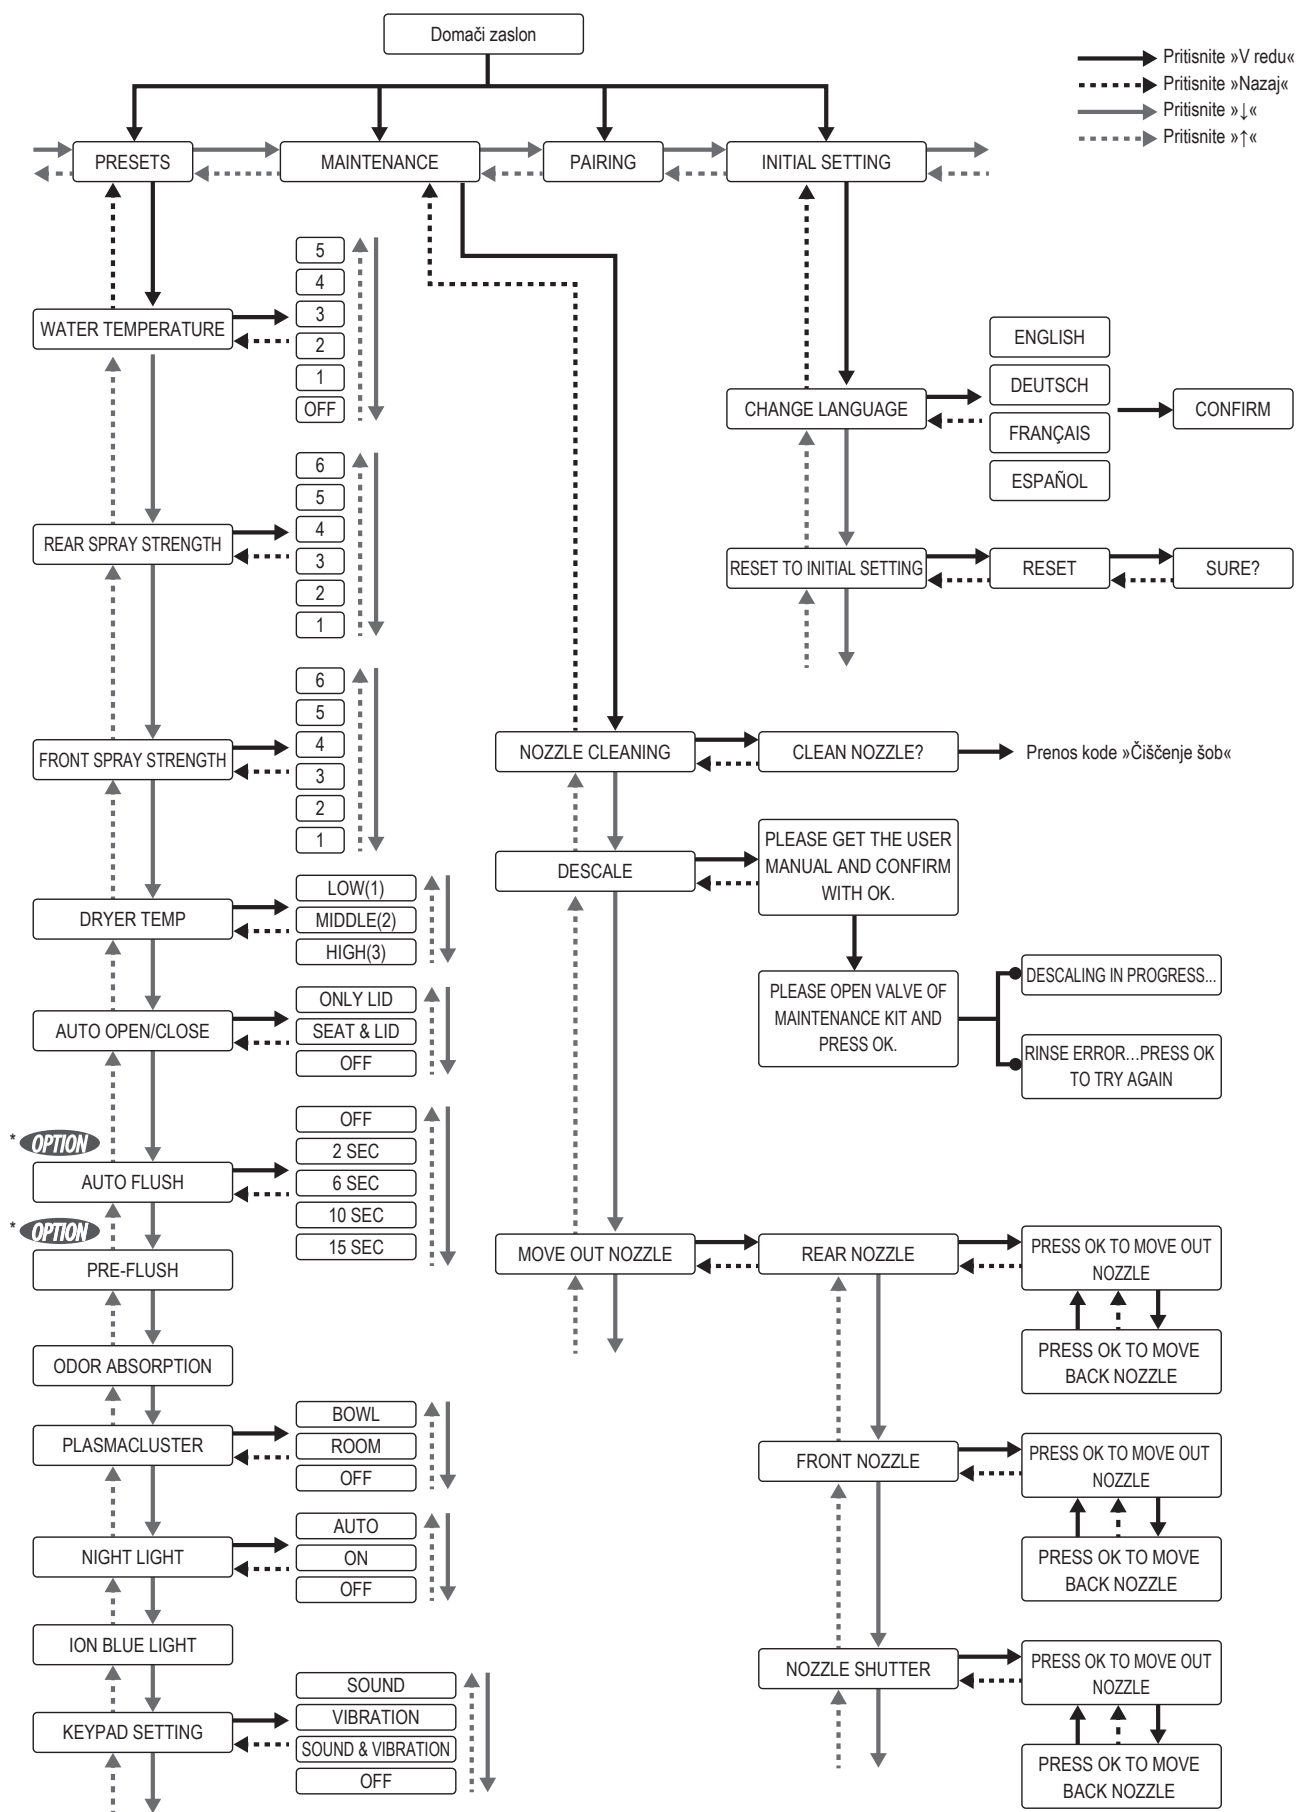 Domači zaslon
Pritisnite »V redu«
Pritisnite »Nazaj«
Pritisnite »↓«
Pritisnite »↑«
PRESETS
MAINTENANCE
PAIRING
INITIAL SETTING
WATER TEMPERATURE
5
4
3
2
1
OFF
REAR SPRAY STRENGTH
6
5
4
3
2
1
FRONT SPRAY STRENGTH
6
5
4
3
2
1
DRYER TEMP
LOW(1)
MIDDLE(2)
HIGH(3)
AUTO OPEN/CLOSE
ONLY LID
SEAT & LID
OFF
* OPTION
AUTO FLUSH
OFF
2 SEC
6 SEC
10 SEC
15 SEC
* OPTION
PRE-FLUSH
ODOR ABSORPTION
PLASMACLUSTER
BOWL
ROOM
OFF
NIGHT LIGHT
AUTO
ON
OFF
ION BLUE LIGHT
KEYPAD SETTING
SOUND
VIBRATION
SOUND & VIBRATION
OFF
NOZZLE CLEANING
CLEAN NOZZLE?
Prenos kode »Čiščenje šob«
DESCALE
PLEASE GET THE USER
MANUAL AND CONFIRM
WITH OK.
PLEASE OPEN VALVE OF
MAINTENANCE KIT AND
PRESS OK.
DESCALING IN PROGRESS...
RINSE ERROR…PRESS OK
TO TRY AGAIN
MOVE OUT NOZZLE
REAR NOZZLE
PRESS OK TO MOVE OUT
NOZZLE
PRESS OK TO MOVE
BACK NOZZLE
FRONT NOZZLE
PRESS OK TO MOVE OUT
NOZZLE
PRESS OK TO MOVE
BACK NOZZLE
NOZZLE SHUTTER
PRESS OK TO MOVE OUT
NOZZLE
PRESS OK TO MOVE
BACK NOZZLE
CHANGE LANGUAGE
ENGLISH
DEUTSCH
FRANÇAIS
ESPAÑOL
CONFIRM
RESET TO INITIAL SETTING
RESET
SURE?